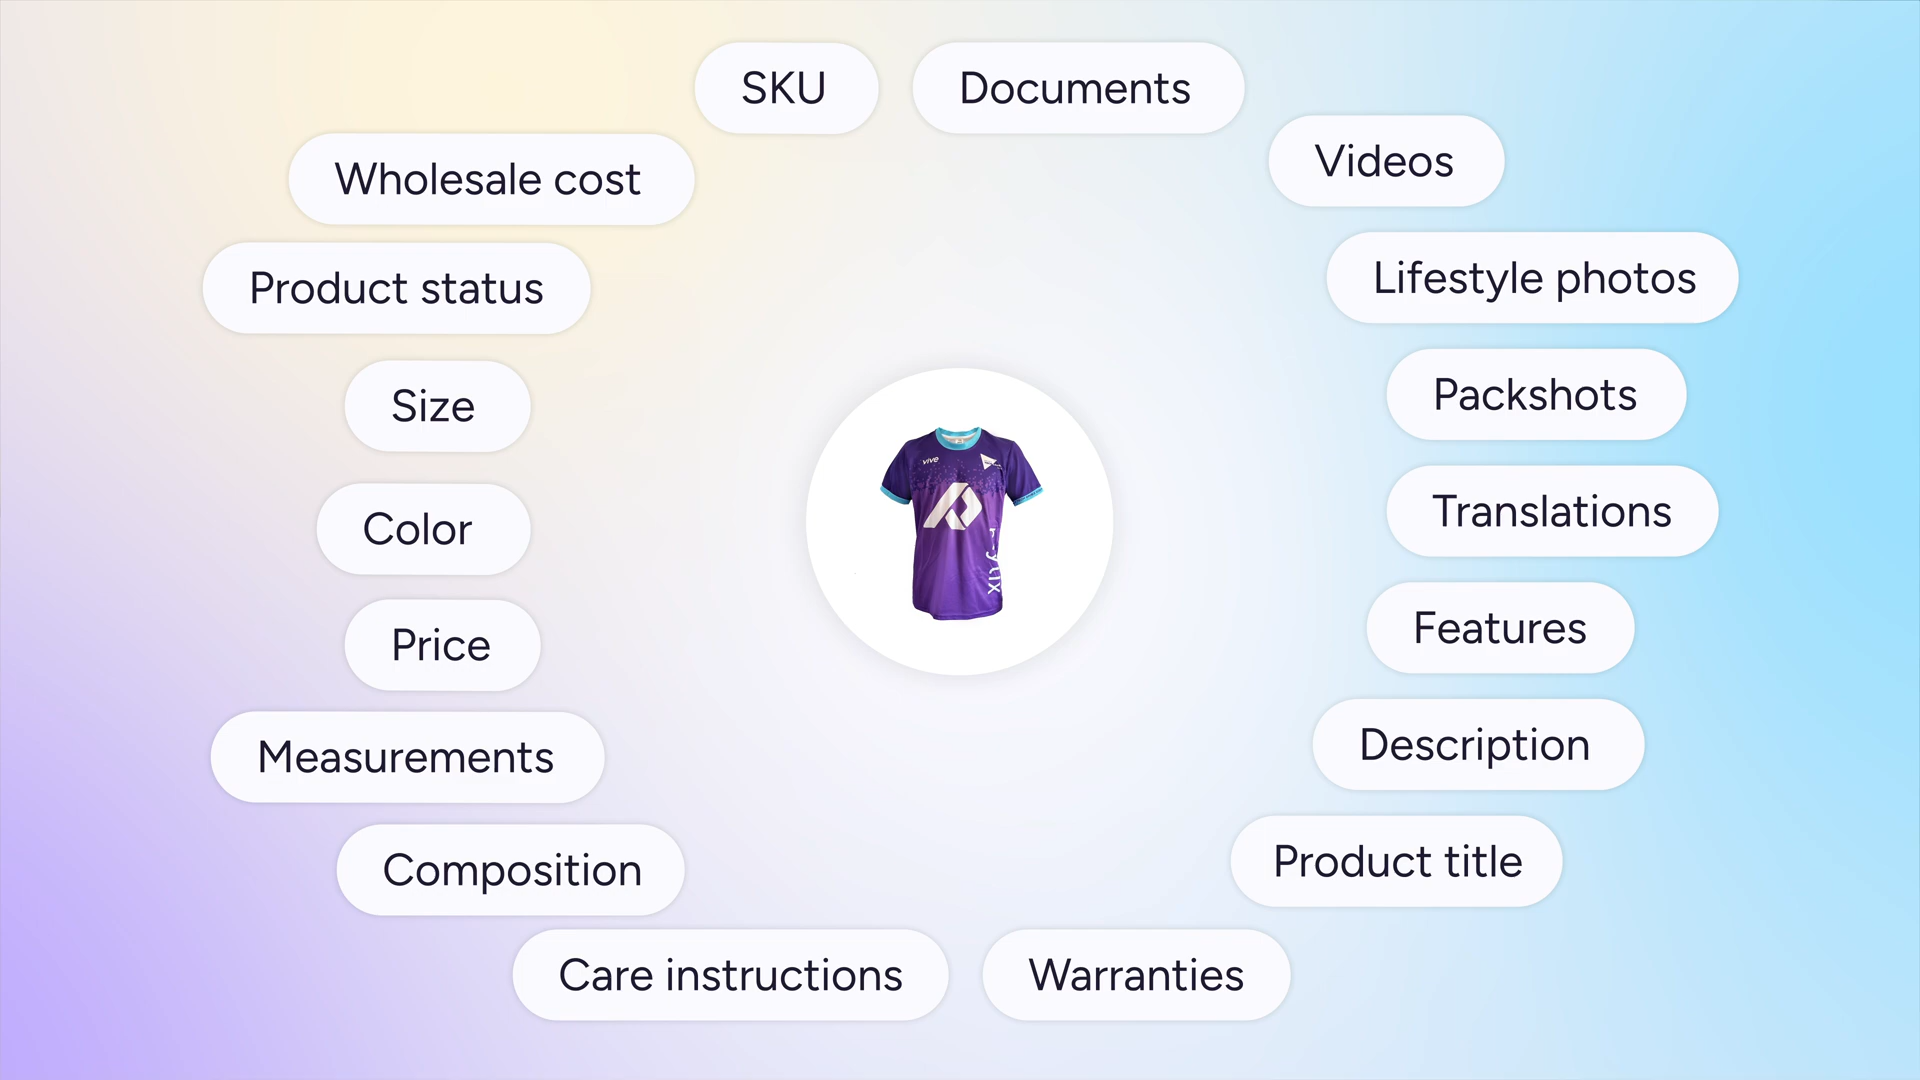 SKU
Documents
Wholesale cost
Videos
Product status
Lifestyle photos
Size
Packshots
vive
Color
Translations
Price
Features
Measurements
Description
Composition
Product title
Care instructions
Warranties